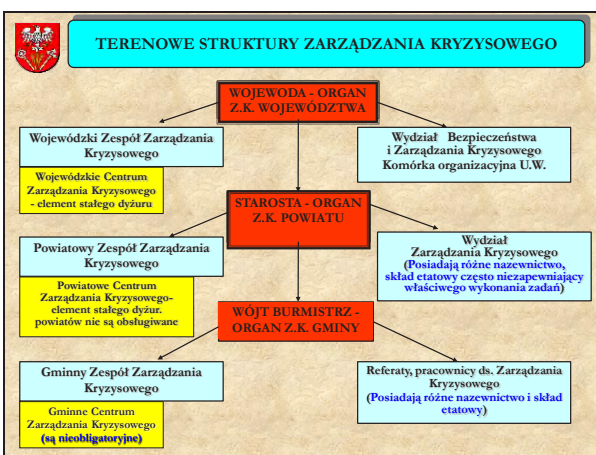 TERENOWE STRUKTURY ZARZĄDZANIA KRYZYSOWEGO
WOJEWODA - ORGAN
Z.K. WOJEWÓDZTWA
Wojewódzki Zespół Zarządzania
Kryzysowego
Wojewódzkie Centrum
Zarządzania Kryzysowego
- element stałego dyżuru
Wydział Bezpieczeństwa
i Zarządzania Kryzysowego
Komórka organizacyjna U.W.
STAROSTA - ORGAN
Z.K. POWIATU
Powiatowy Zespół Zarządzania
Kryzysowego
Powiatowe Centrum
Zarządzania Kryzysowego-
element stałego dyżur.
powiatów nie są obsługiwane
Wydział
Zarządzania Kryzysowego
(Posiadają różne nazewnictwo,
skład etatowy często niezapewniający
właściwego wykonania zadań)
WÓJT BURMISTRZ -
ORGAN Z.K. GMINY
Gminny Zespół Zarządzania
Kryzysowego
Gminne Centrum
Zarządzania Kryzysowego
(są nieobligatoryjne)
Referaty, pracownicy ds. Zarządzania
Kryzysowego
(Posiadają różne nazewnictwo i skład
etatowy)